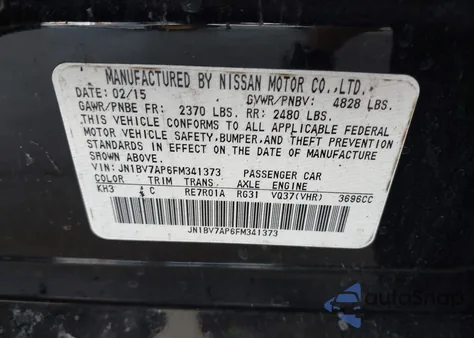 MANUFACTURED BY NISSAN MOTOR CO.,LTD.
DATE: 02/15 GVWR/PNBV: 4828 LBS.
GAWR/PNBE FR: 2370 LBS. RR: 2480 LBS.
THIS VEHICLE CONFORMS TO ALL APPLICABLE FEDERAL
MOTOR VEHICLE SAFETY, BUMPER, AND THEFT PREVENTION
STANDARDS IN EFFECT ON THE DATE OF MANUFACTURE
SHOWN ABOVE.
VIN: JN1BV7AP6FM341373 PASSENGER CAR
COLOR TRIM TRANS. AXLE ENGINE
KH3 C RE7R01A RG31 VQ37(VHR) 3696CC
JN1BV7AP6FM341373
AutoSnap